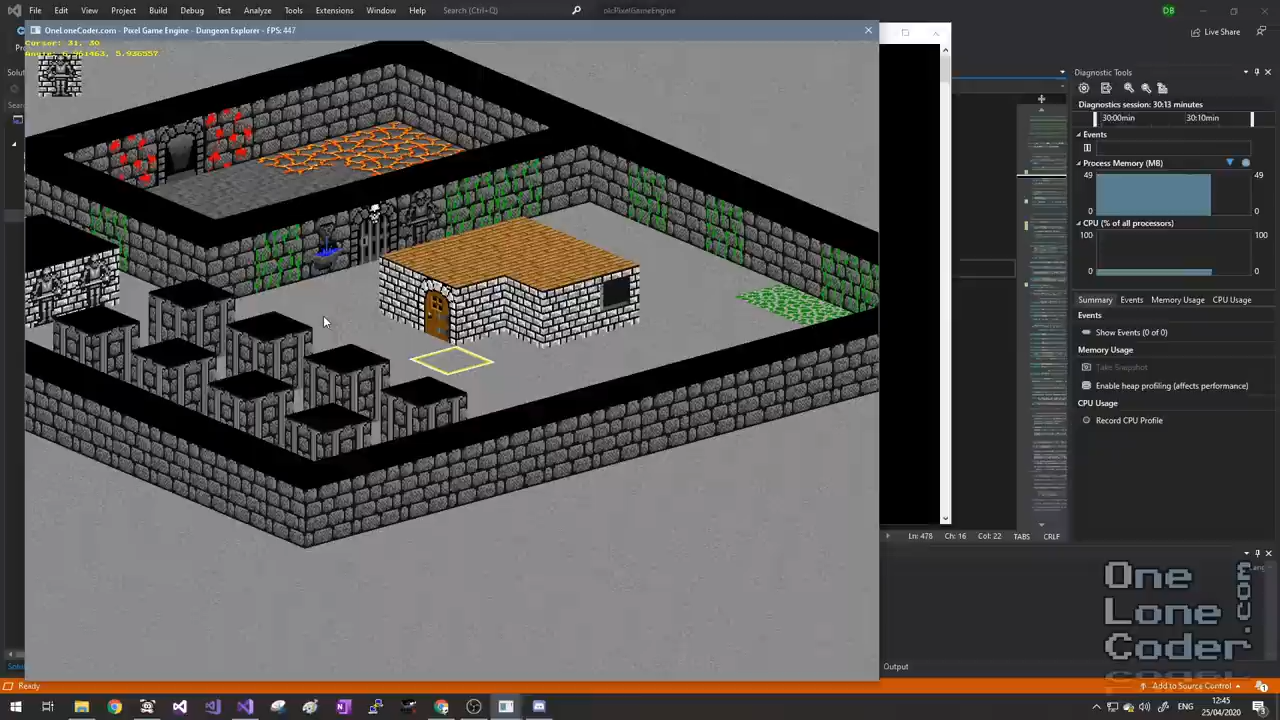 File Edit View Project Build Debug Test Analyze Tools Extensions Window Help Search (Ctrl+Q) olcPixelGameEngine DB
OneLoneCoder.com - Pixel Game Engine - Dungeon Explorer - FPS: 447
Live Share
Cursor: 31, 30
Diagnostic Tools
Diagnostics session: 30:13 minutes
30:00min 30:10min
Events
Process Memory (MB)
49 49
0 0
CPU (% of all processors)
100 100
0 0
Summary Events Memory Usage
Events
Show Events (0 of 0)
Memory Usage
Take Snapshot
Enable heap profiling (affects performance)
CPU Usage
Record CPU Profile
Ln: 478 Ch: 16 Col: 22 TABS CRLF
One
Lone
Coder.
com
Output
Ready
Add to Source Control
12:45
25/04/2020